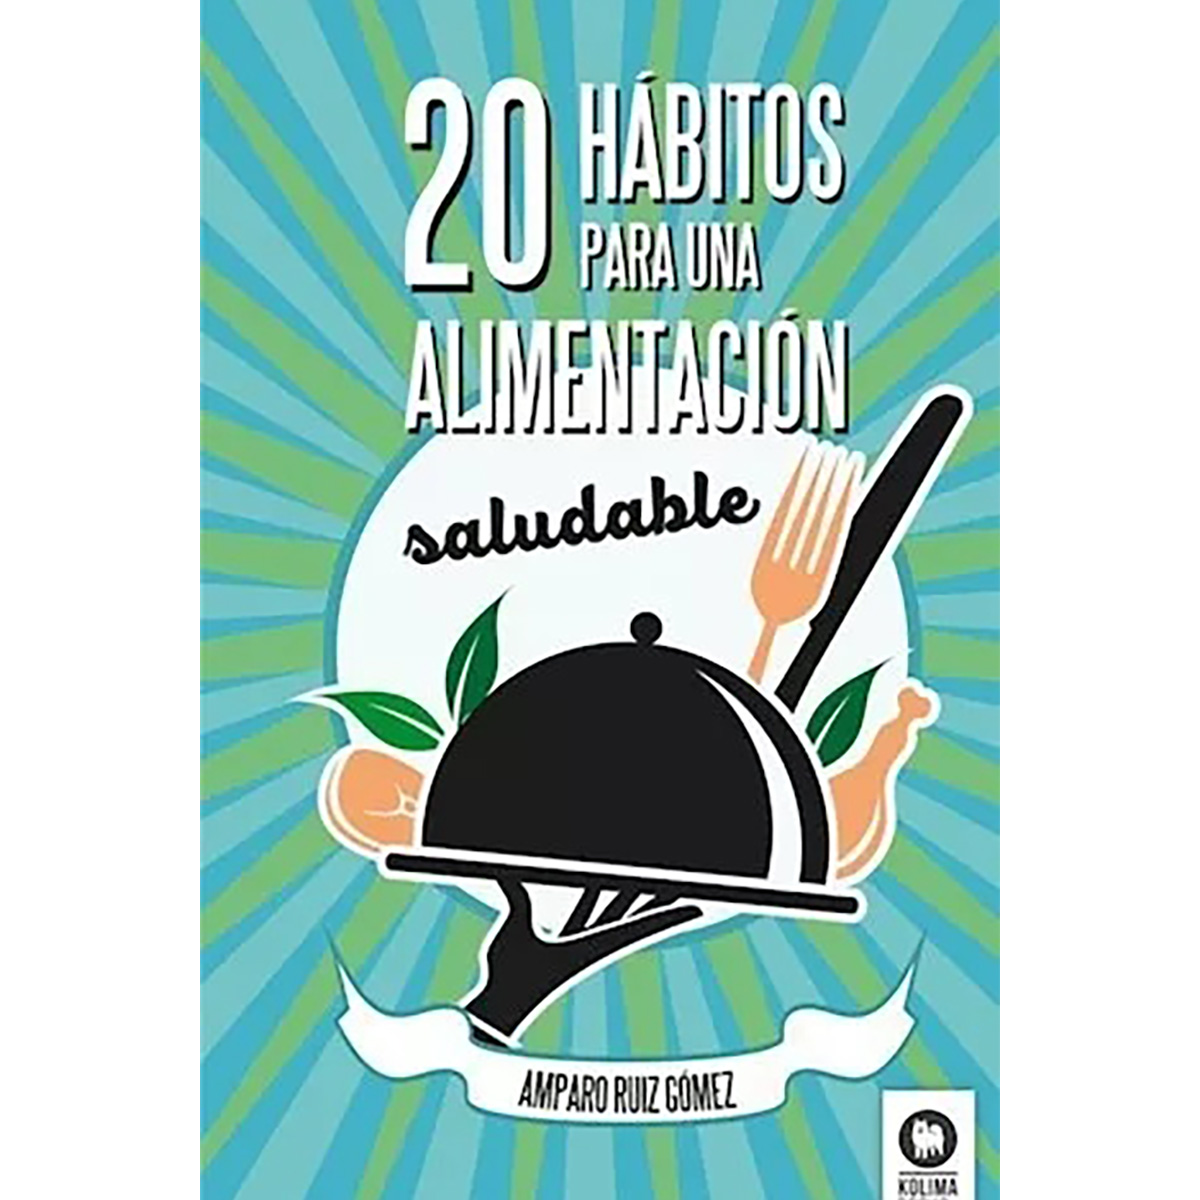 20 HÁBITOS
PARA UNA
ALIMENTACIÓN
saludable
AMPARO RUIZ GÓMEZ
KOLIMA